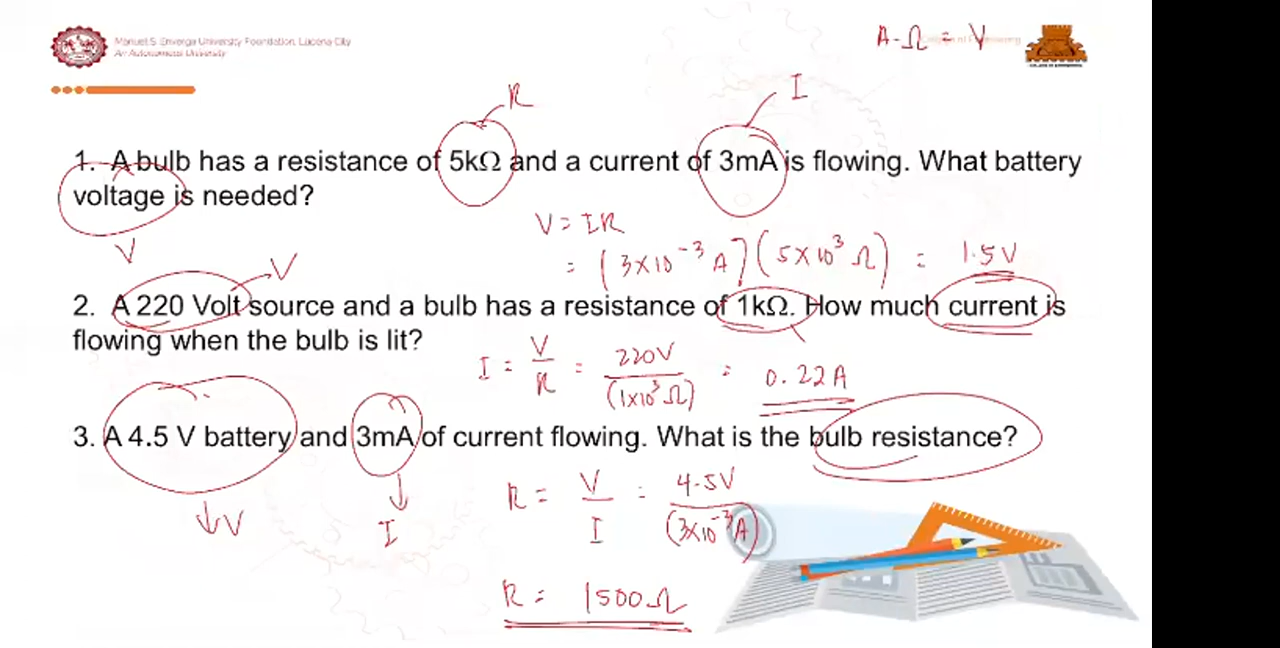 Manuel S. Enverga University Foundation, Lucena City
An Autonomous University
A-Ω = V
R
I
1. A bulb has a resistance of 5kΩ and a current of 3mA is flowing. What battery
voltage is needed?
V = IR
V
= (3x10⁻³ A)(5x10³ Ω) = 1.5V
V
2. A 220 Volt source and a bulb has a resistance of 1kΩ. How much current is
flowing when the bulb is lit?
I = V/R = 220V/(1x10³ Ω) = 0.22A
3. A 4.5 V battery and 3mA of current flowing. What is the bulb resistance?
V
I
R = V/I = 4.5V/(3x10⁻³ A)
R = 1500Ω